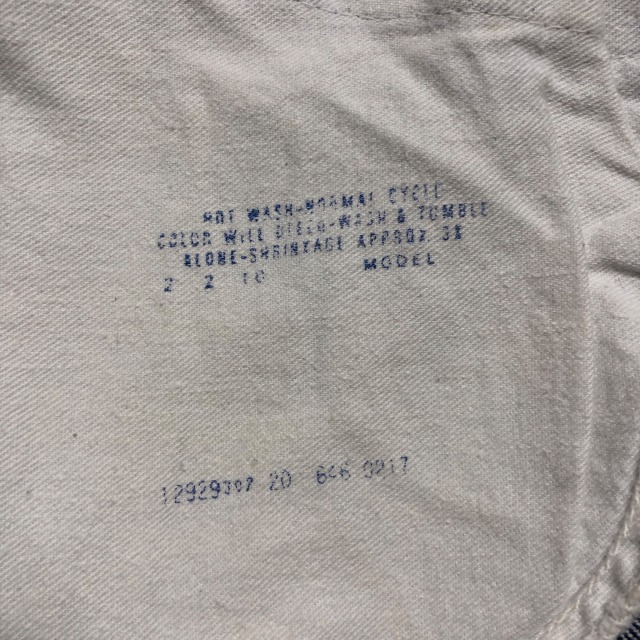 HOT WASH-NORMAL CYCLE
COLOR WILL BLEED-WASH & TUMBLE
ALONE-SHRINKAGE APPROX 3%
2 2 10 MODEL
20 646 0917